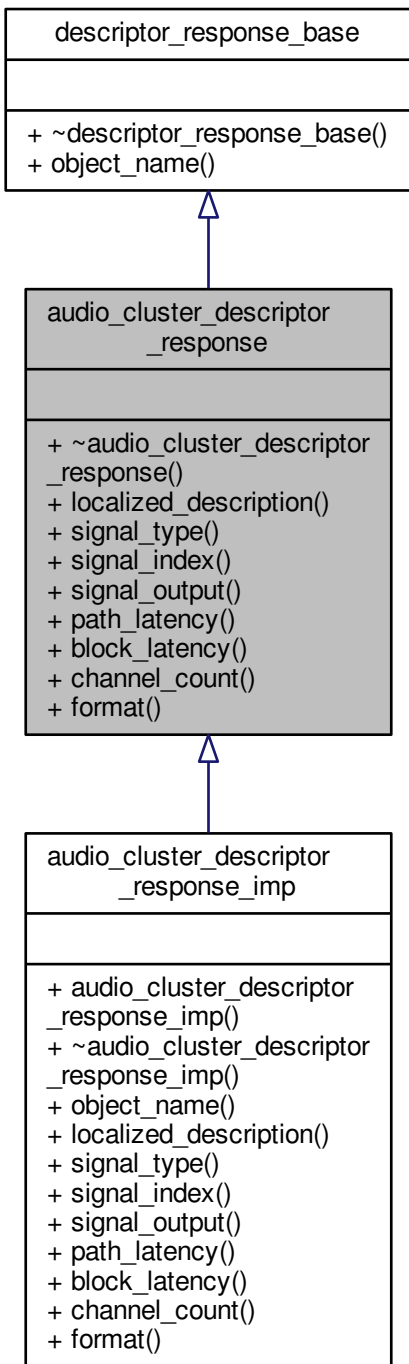 descriptor_response_base
+ ~descriptor_response_base()
+ object_name()
audio_cluster_descriptor
_response
+ ~audio_cluster_descriptor
_response()
+ localized_description()
+ signal_type()
+ signal_index()
+ signal_output()
+ path_latency()
+ block_latency()
+ channel_count()
+ format()
audio_cluster_descriptor
_response_imp
+ audio_cluster_descriptor
_response_imp()
+ ~audio_cluster_descriptor
_response_imp()
+ object_name()
+ localized_description()
+ signal_type()
+ signal_index()
+ signal_output()
+ path_latency()
+ block_latency()
+ channel_count()
+ format()